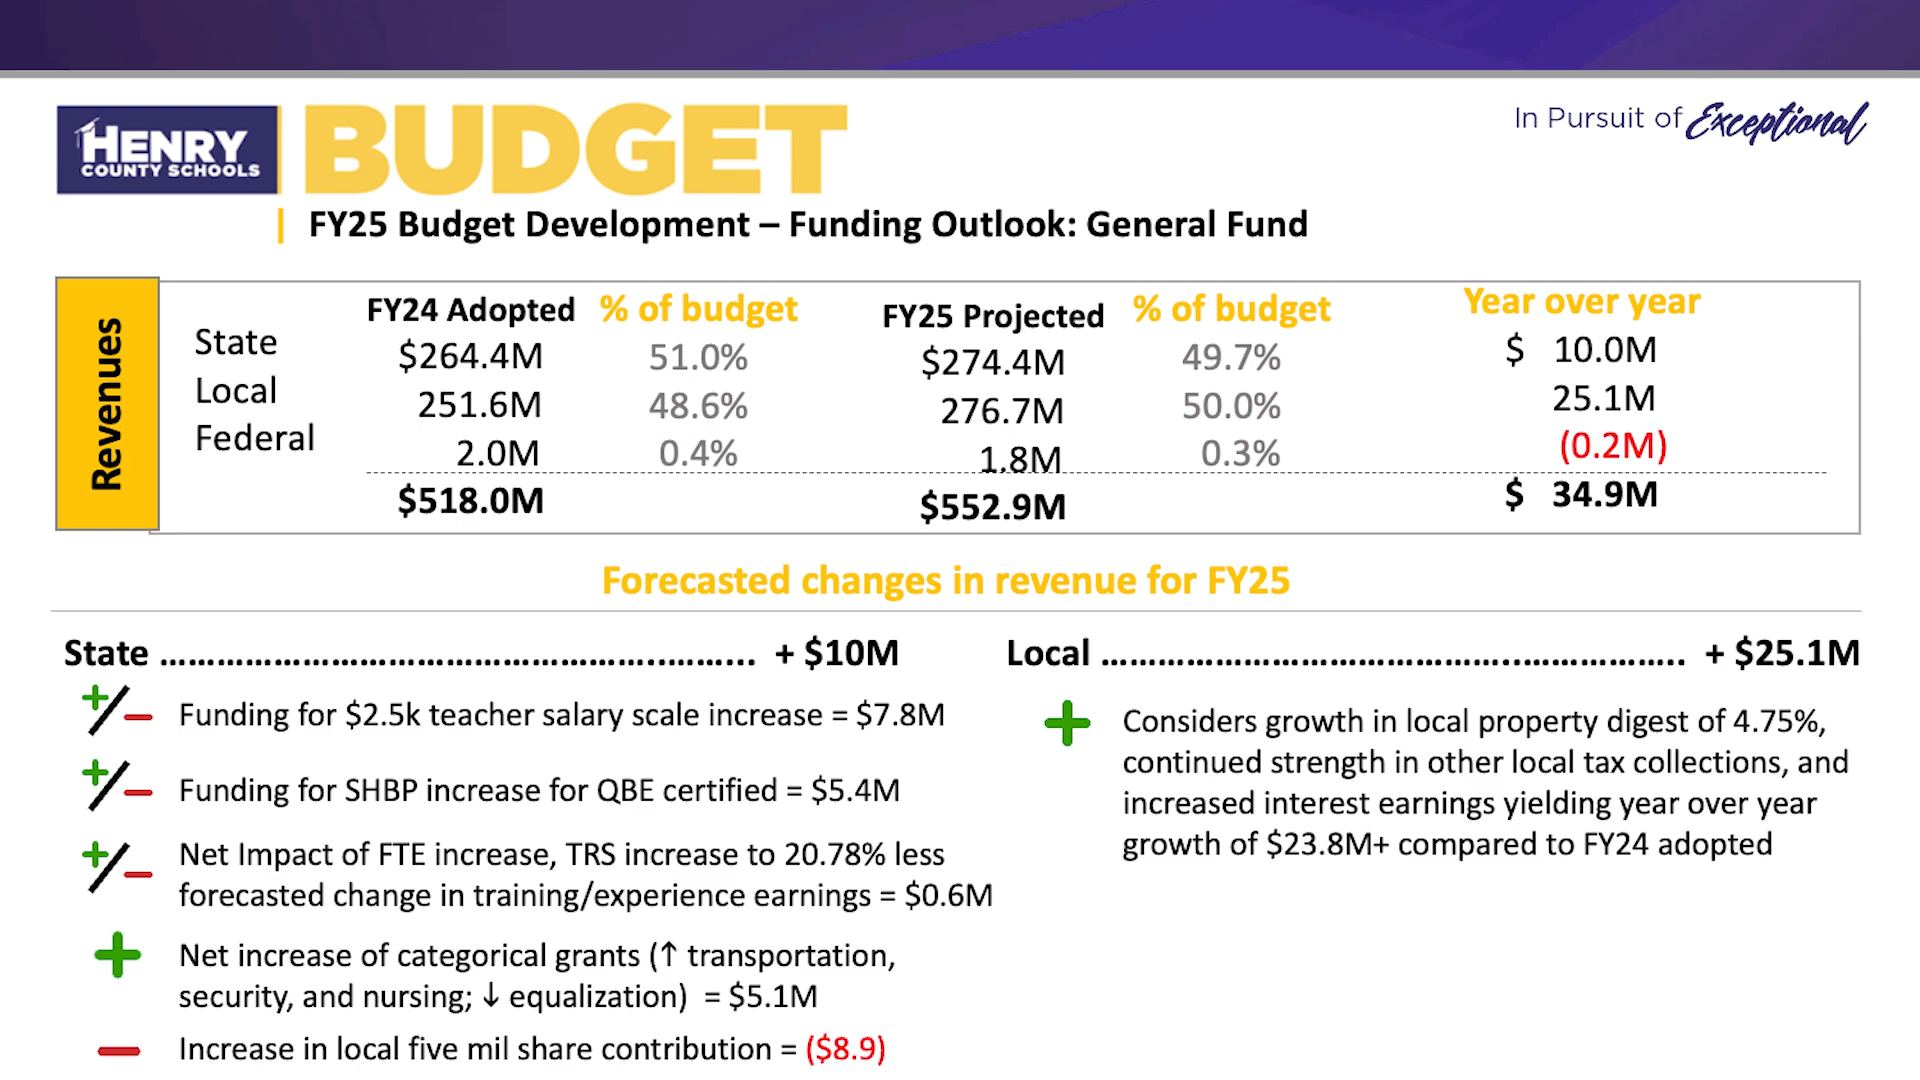 HENRY
COUNTY SCHOOLS
BUDGET
In Pursuit of Exceptional
FY25 Budget Development – Funding Outlook: General Fund
Revenues
FY24 Adopted % of budget FY25 Projected % of budget Year over year
State $264.4M 51.0% $274.4M 49.7% $ 10.0M
Local 251.6M 48.6% 276.7M 50.0% 25.1M
Federal 2.0M 0.4% 1.8M 0.3% (0.2M)
$518.0M $552.9M $ 34.9M
Forecasted changes in revenue for FY25
State ........................................................ + $10M
+/− Funding for $2.5k teacher salary scale increase = $7.8M
+/− Funding for SHBP increase for QBE certified = $5.4M
+/− Net Impact of FTE increase, TRS increase to 20.78% less
forecasted change in training/experience earnings = $0.6M
+ Net increase of categorical grants (↑ transportation,
security, and nursing; ↓ equalization) = $5.1M
− Increase in local five mil share contribution = ($8.9)
Local ........................................................ + $25.1M
+ Considers growth in local property digest of 4.75%,
continued strength in other local tax collections, and
increased interest earnings yielding year over year
growth of $23.8M+ compared to FY24 adopted